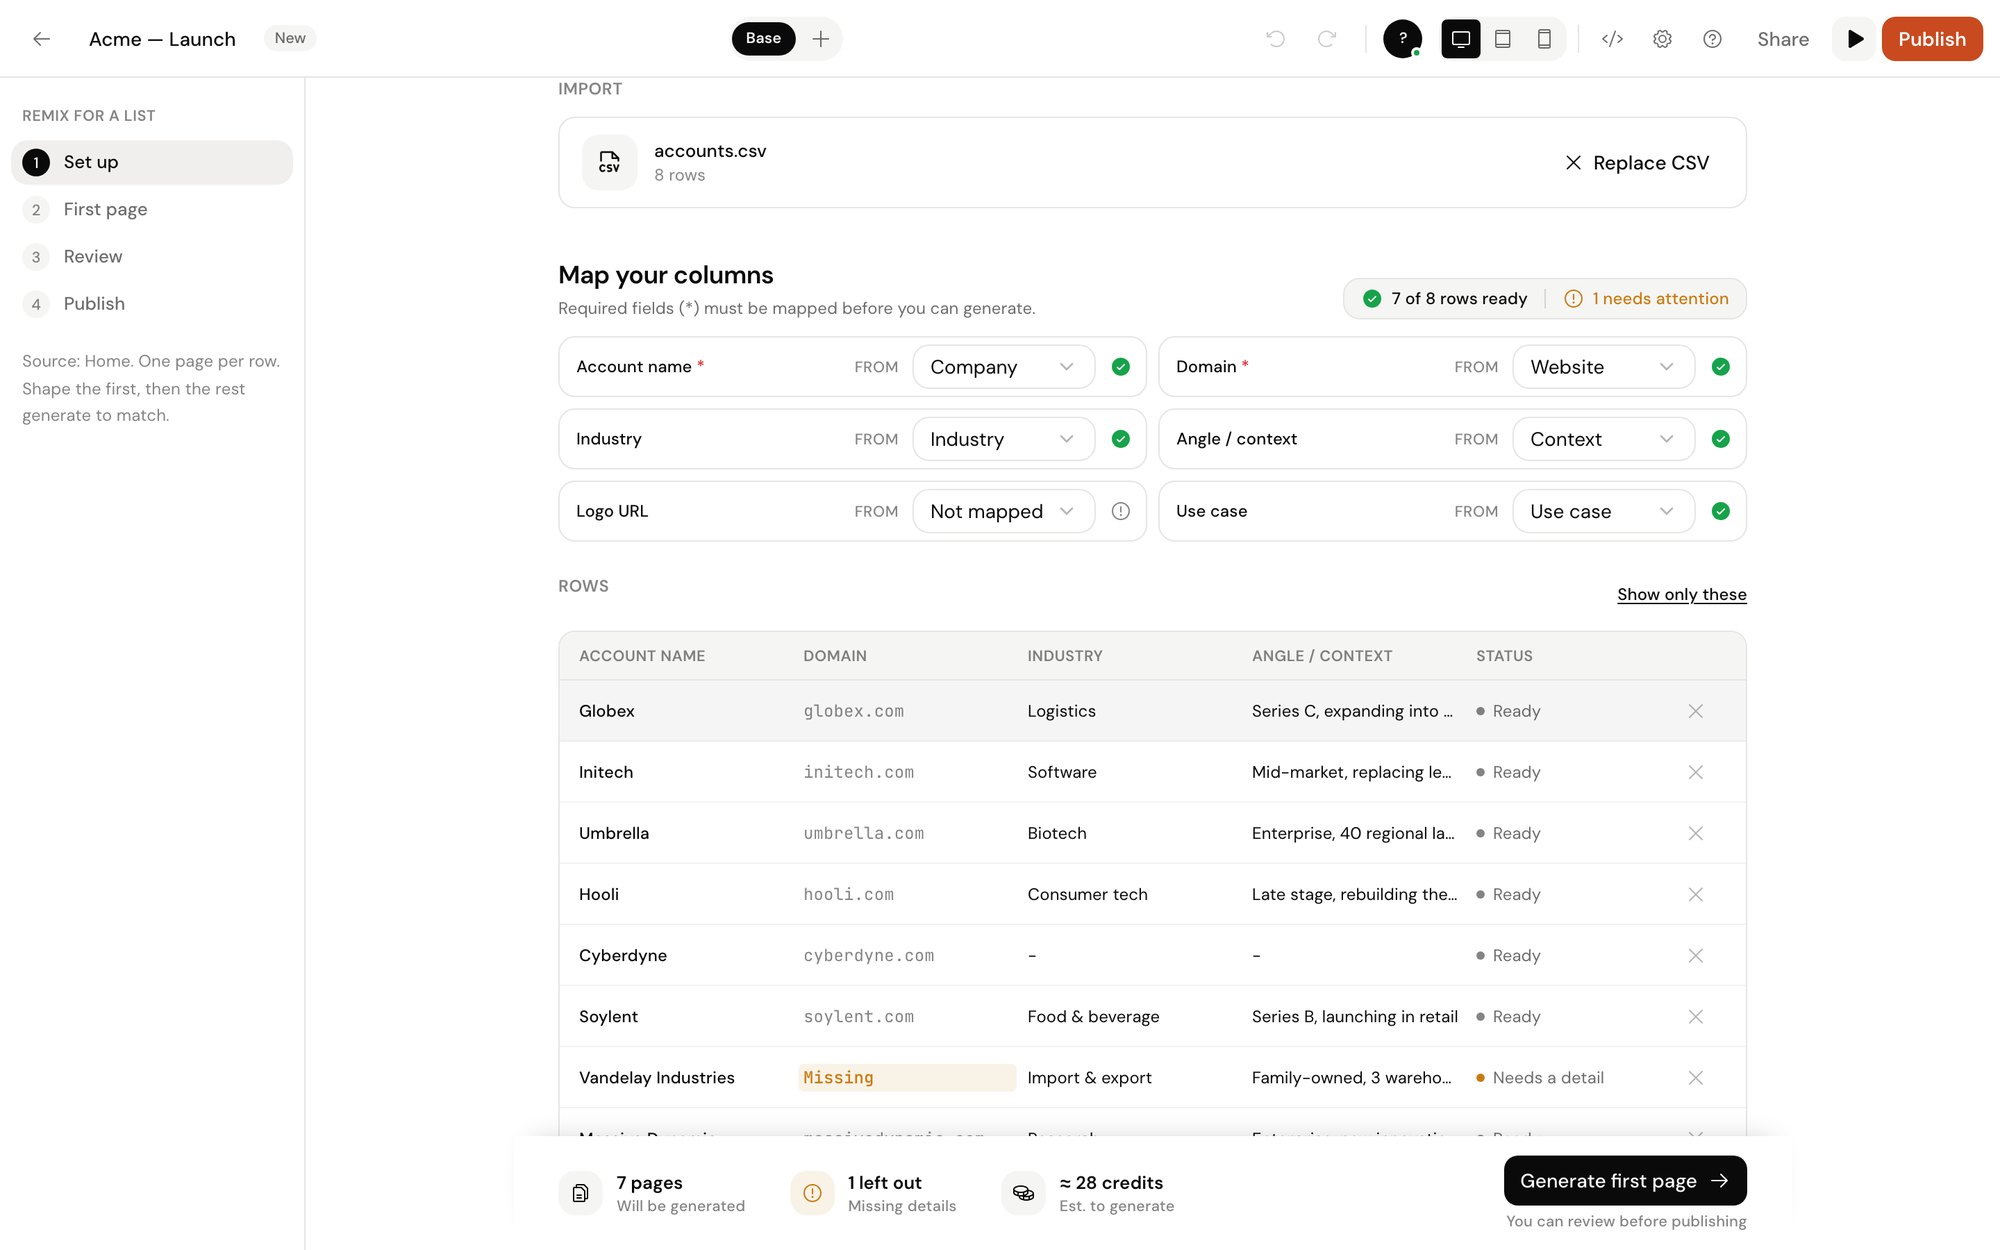 Acme — Launch
New
Base
?
</>
Share
Publish
REMIX FOR A LIST
1 Set up
2 First page
3 Review
4 Publish
Source: Home. One page per row.
Shape the first, then the rest
generate to match.
IMPORT
CSV
accounts.csv
8 rows
Replace CSV
Map your columns
Required fields (*) must be mapped before you can generate.
7 of 8 rows ready
1 needs attention
Account name * FROM Company
Domain * FROM Website
Industry FROM Industry
Angle / context FROM Context
Logo URL FROM Not mapped
Use case FROM Use case
ROWS
Show only these
ACCOUNT NAME DOMAIN INDUSTRY ANGLE / CONTEXT STATUS
Globex globex.com Logistics Series C, expanding into ... Ready
Initech initech.com Software Mid-market, replacing le... Ready
Umbrella umbrella.com Biotech Enterprise, 40 regional la... Ready
Hooli hooli.com Consumer tech Late stage, rebuilding the... Ready
Cyberdyne cyberdyne.com - - Ready
Soylent soylent.com Food & beverage Series B, launching in retail Ready
Vandelay Industries Missing Import & export Family-owned, 3 wareho... Needs a detail
7 pages
Will be generated
1 left out
Missing details
≈ 28 credits
Est. to generate
Generate first page →
You can review before publishing